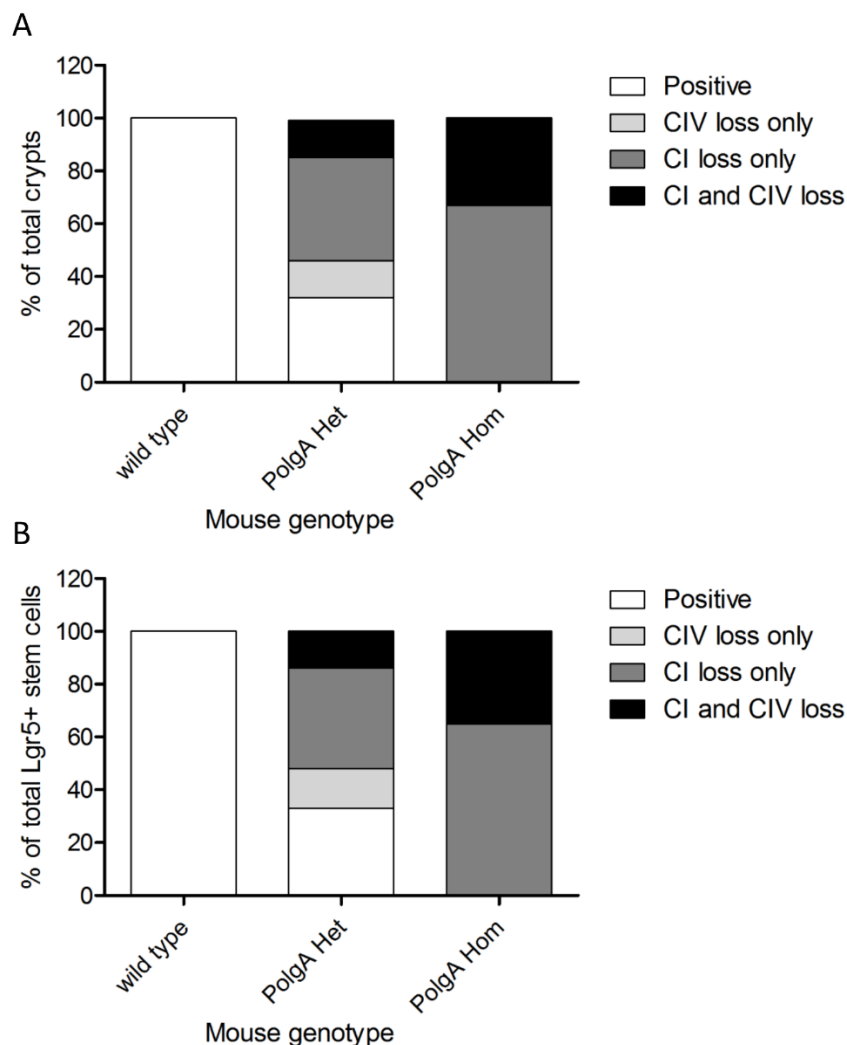 A
120
100
80
60
40
20
0
% of total crypts
wild type
PolgA Het
PolgA Hom
Mouse genotype
Positive
CIV loss only
CI loss only
CI and CIV loss
B
120
100
80
60
40
20
0
% of total Lgr5+ stem cells
wild type
PolgA Het
PolgA Hom
Mouse genotype
Positive
CIV loss only
CI loss only
CI and CIV loss